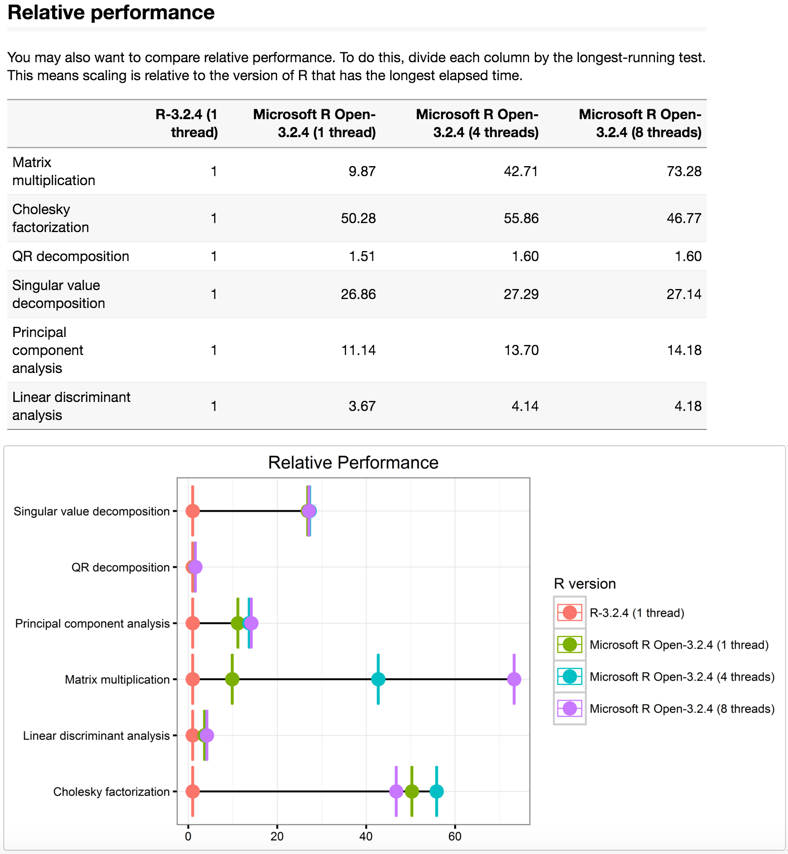 Relative performance
You may also want to compare relative performance. To do this, divide each column by the longest-running test.
This means scaling is relative to the version of R that has the longest elapsed time.
R-3.2.4 (1 Microsoft R Open- Microsoft R Open- Microsoft R Open-
thread) 3.2.4 (1 thread) 3.2.4 (4 threads) 3.2.4 (8 threads)
Matrix
multiplication 1 9.87 42.71 73.28
Cholesky
factorization 1 50.28 55.86 46.77
QR decomposition 1 1.51 1.60 1.60
Singular value
decomposition 1 26.86 27.29 27.14
Principal
component 1 11.14 13.70 14.18
analysis
Linear discriminant
analysis 1 3.67 4.14 4.18
Relative Performance
Singular value decomposition
QR decomposition
Principal component analysis
Matrix multiplication
Linear discriminant analysis
Cholesky factorization
0 20 40 60
R version
R-3.2.4 (1 thread)
Microsoft R Open-3.2.4 (1 thread)
Microsoft R Open-3.2.4 (4 threads)
Microsoft R Open-3.2.4 (8 threads)